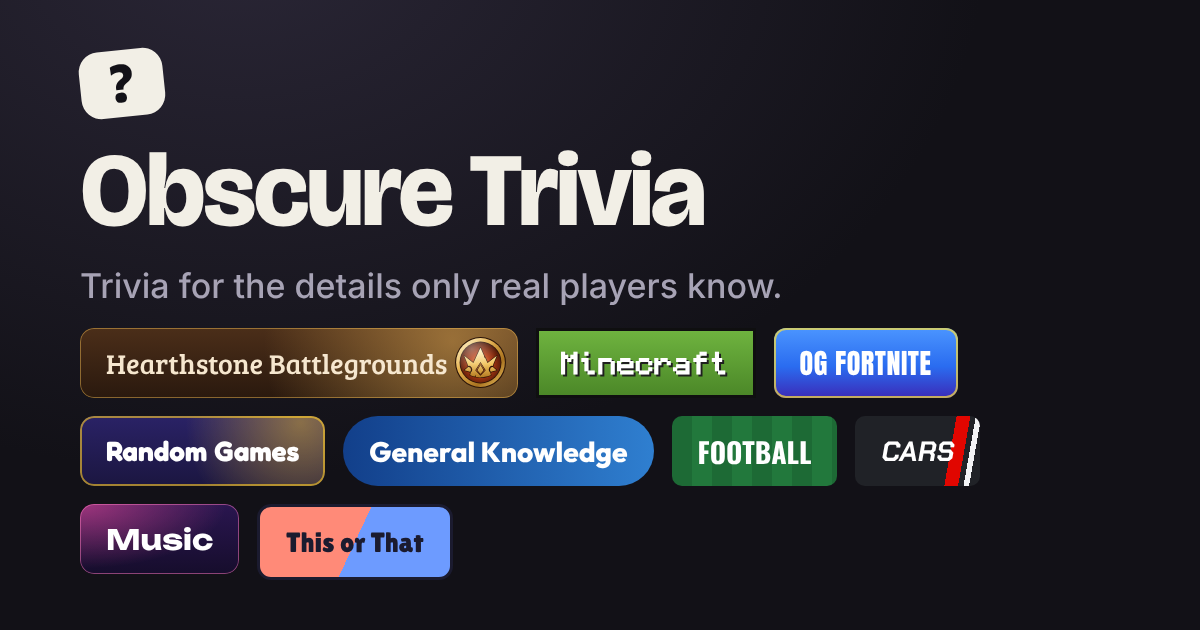 ?
Obscure Trivia
Trivia for the details only real players know.
Hearthstone Battlegrounds Minecraft OG FORTNITE
Random Games General Knowledge FOOTBALL CARS
Music This or That